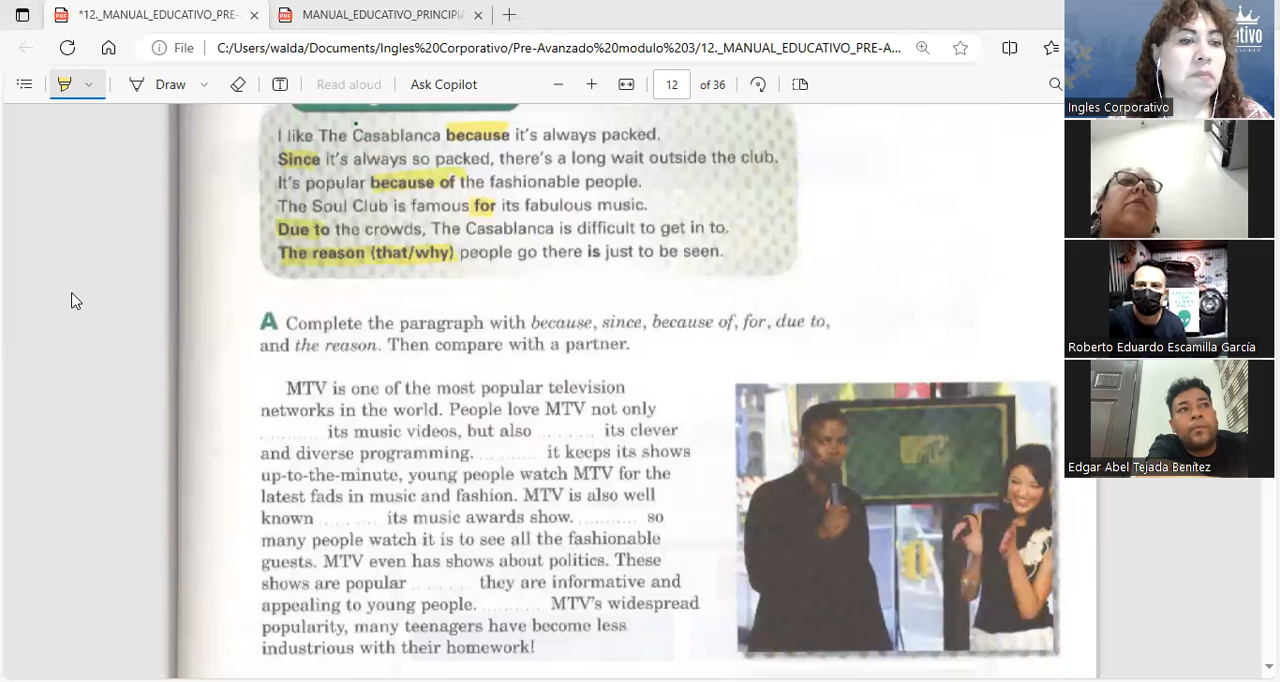 *12._MANUAL_EDUCATIVO_PRE-
MANUAL_EDUCATIVO_PRINCIPI
File
C:/Users/walda/Documents/Ingles%20Corporativo/Pre-Avanzado%20modulo%203/12._MANUAL_EDUCATIVO_PRE-A...
Draw
Read aloud
Ask Copilot
12
of 36
I like The Casablanca because it's always packed.
Since it's always so packed, there's a long wait outside the club.
It's popular because of the fashionable people.
The Soul Club is famous for its fabulous music.
Due to the crowds, The Casablanca is difficult to get in to.
The reason (that/why) people go there is just to be seen.
A Complete the paragraph with because, since, because of, for, due to,
and the reason. Then compare with a partner.
MTV is one of the most popular television
networks in the world. People love MTV not only
......... its music videos, but also ......... its clever
and diverse programming. ......... it keeps its shows
up-to-the-minute, young people watch MTV for the
latest fads in music and fashion. MTV is also well
known ......... its music awards show. ......... so
many people watch it is to see all the fashionable
guests. MTV even has shows about politics. These
shows are popular ......... they are informative and
appealing to young people. ......... MTV's widespread
popularity, many teenagers have become less
industrious with their homework!
Ingles Corporativo
Roberto Eduardo Escamilla García
Edgar Abel Tejada Benítez